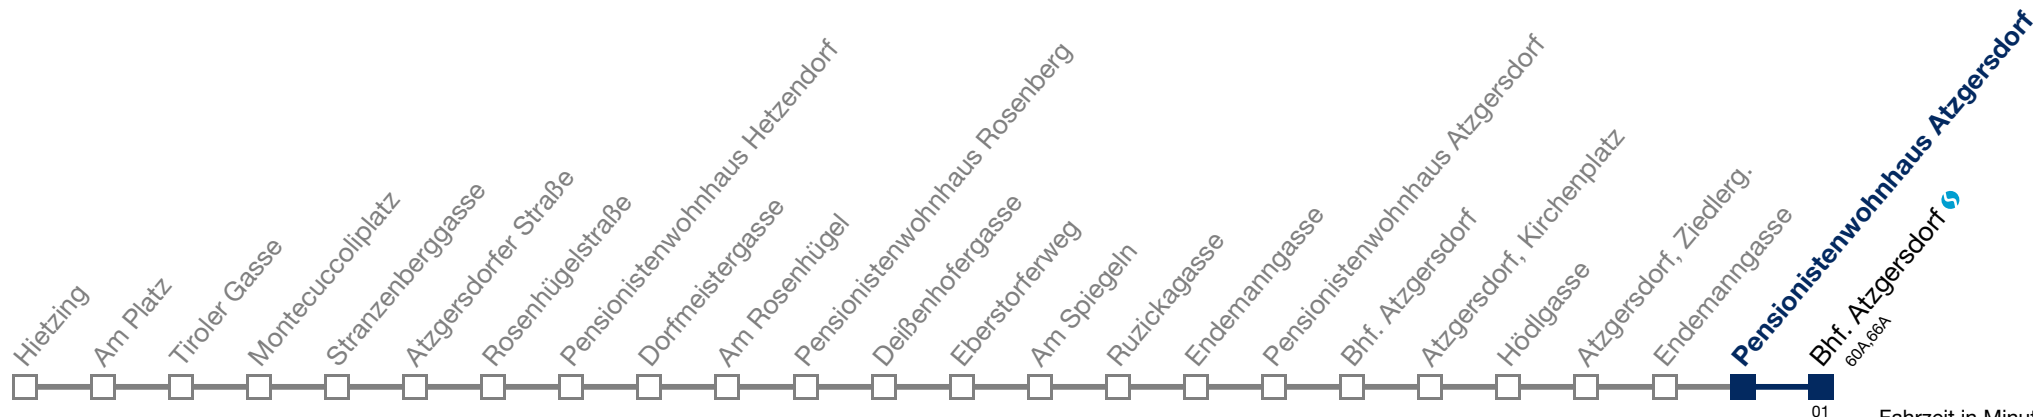 Hietzing
Am Platz
Tiroler Gasse
Montecuccoliplatz
Stranzenberggasse
Atzgersdorfer Straße
Rosenhügelstraße
Pensionistenwohnhaus Hetzendorf
Dorfmeistergasse
Am Rosenhügel
Pensionistenwohnhaus Rosenberg
Deißenhofergasse
Eberstorferweg
Am Spiegeln
Ruzickagasse
Endemanngasse
Pensionistenwohnhaus Atzgersdorf
Bhf. Atzgersdorf
Atzgersdorf, Kirchenplatz
Hödlgasse
Atzgersdorf, Ziedlerg.
Endemanngasse
Pensionistenwohnhaus Atzgersdorf
Bhf. Atzgersdorf
60A,66A
01
Fahrzeit in